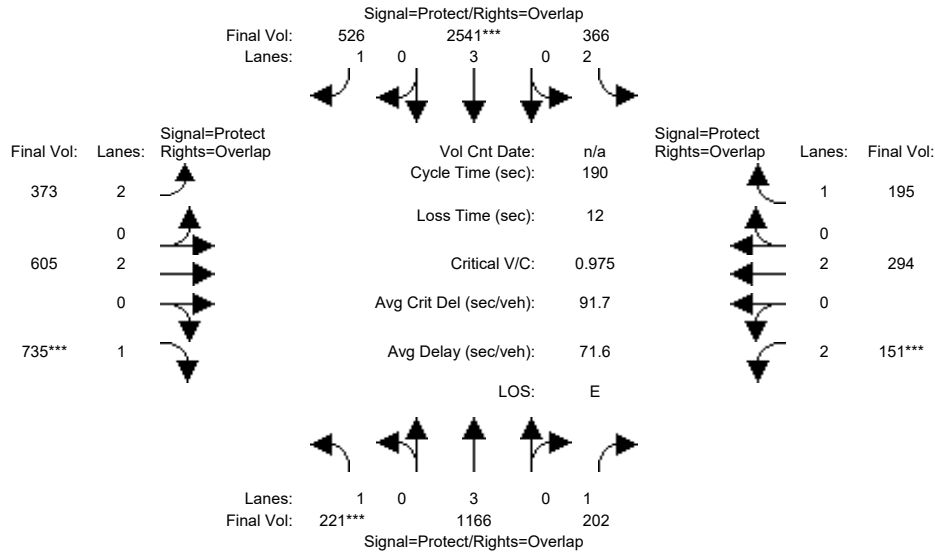 Signal=Protect/Rights=Overlap
Final Vol: 526 2541*** 366
Lanes: 1 0 3 0 2
Signal=Protect
Final Vol: Lanes: Rights=Overlap
Vol Cnt Date: n/a
Signal=Protect
Rights=Overlap Lanes: Final Vol:
Cycle Time (sec): 190
373 2
1 195
Loss Time (sec): 12
0
0
605 2
Critical V/C: 0.975
2 294
0
Avg Crit Del (sec/veh): 91.7
0
735*** 1
Avg Delay (sec/veh): 71.6
2 151***
LOS: E
Lanes: 1 0 3 0 1
Final Vol: 221*** 1166 202
Signal=Protect/Rights=Overlap